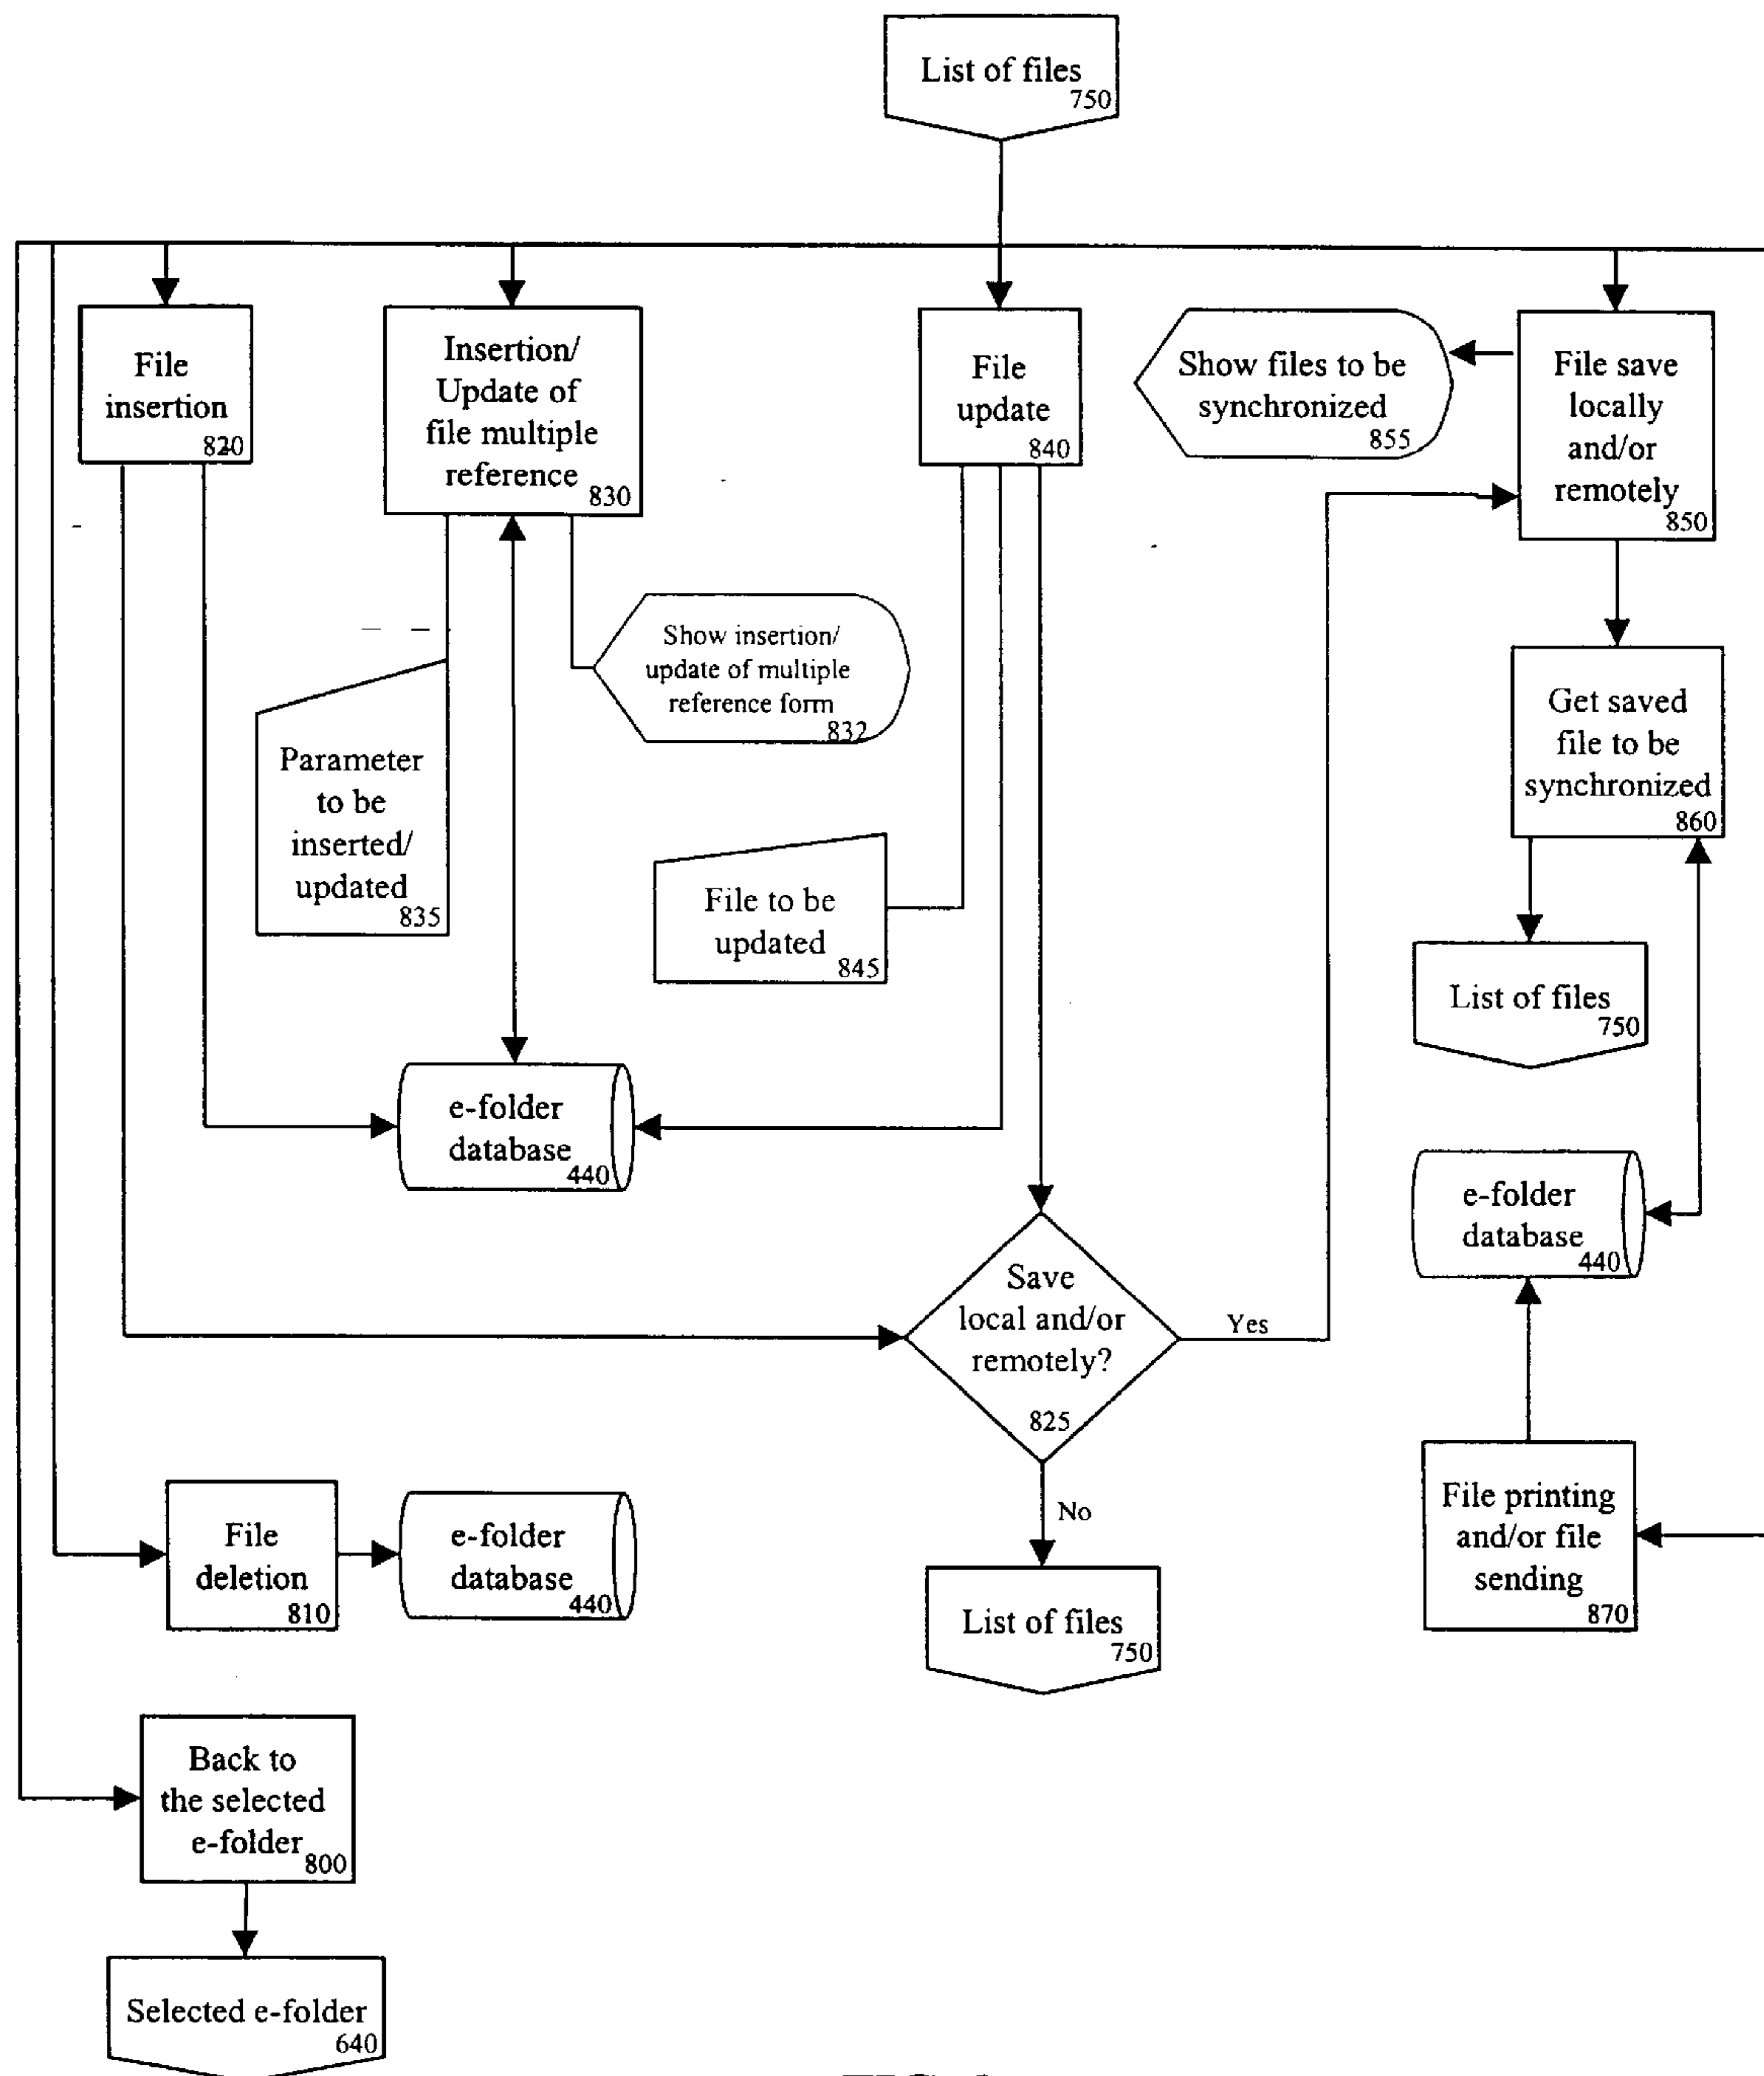 List of files
750
File
insertion
820
Insertion/
Update of
file multiple
reference
830
File
update
840
Show files to be
synchronized
855
File save
locally
and/or
remotely
850
Show insertion/
update of multiple
reference form
832
Parameter
to be
inserted/
updated
835
File to be
updated
845
Get saved
file to be
synchronized
860
List of files
750
e-folder
database
440
e-folder
database
440
Save
local and/or
remotely?
825
Yes
No
File
deletion
810
e-folder
database
440
List of files
750
File printing
and/or file
sending
870
Back to
the selected
e-folder
800
Selected e-folder
640